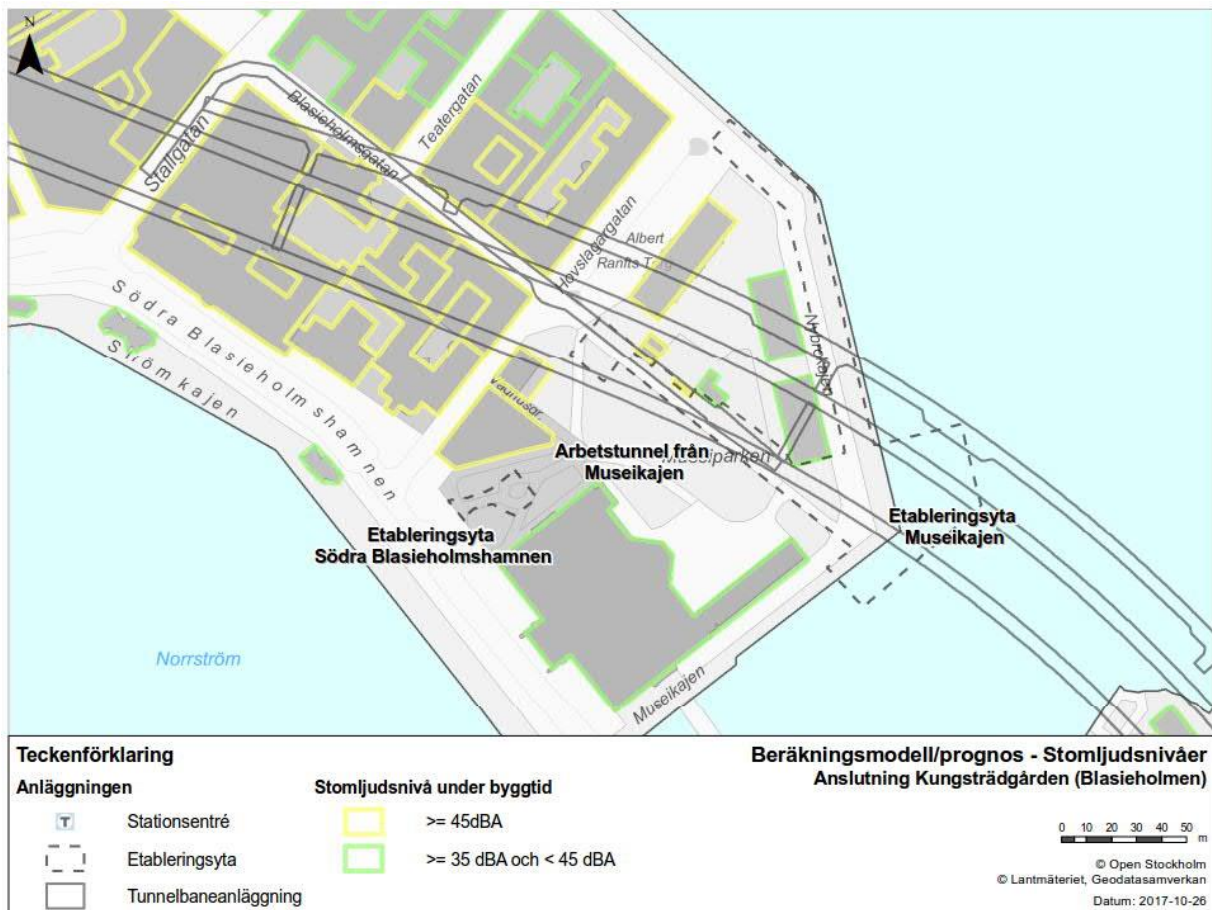 N
Stallgatan
Blasieholmsgatan
Teatergatan
Hovslagargatan
Albert
Ranfts T
Nybrokajen
Södra Blasieholmshamnen
Strömkajen
Arbetstunnel från
Museikajen
Museiparken
Etableringsyta
Södra Blasieholmshamnen
Etableringsyta
Museikajen
Norrström
Museikajen
Teckenförklaring
Anläggningen
T Stationsentré
Etableringsyta
Tunnelbaneanläggning
Stomljudsnivå under byggtid
>= 45dBA
>= 35 dBA och < 45 dBA
Beräkningsmodell/prognos - Stomljudsnivåer
Anslutning Kungsträdgården (Blasieholmen)
0 10 20 30 40 50
m
© Open Stockholm
© Lantmäteriet, Geodatasamverkan
Datum: 2017-10-26